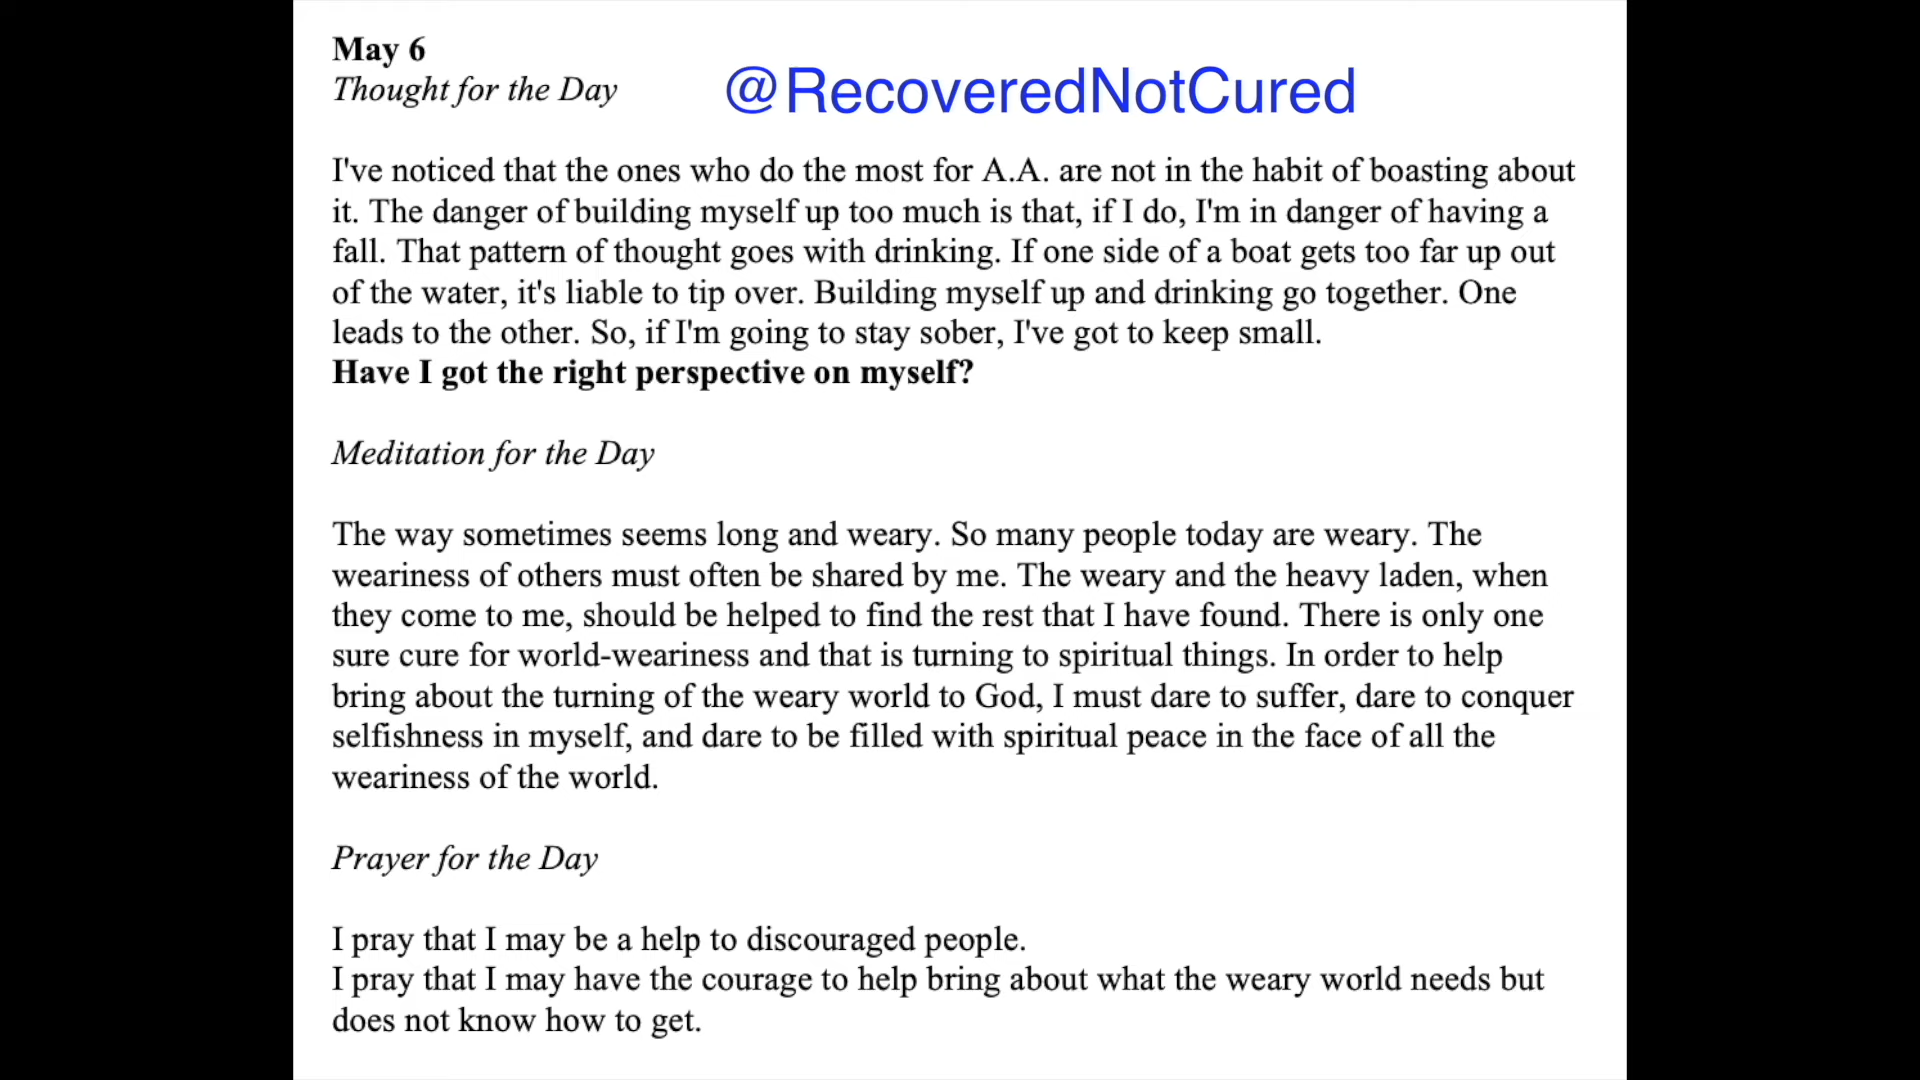 May 6
Thought for the Day
@RecoveredNotCured
I've noticed that the ones who do the most for A.A. are not in the habit of boasting about
it. The danger of building myself up too much is that, if I do, I'm in danger of having a
fall. That pattern of thought goes with drinking. If one side of a boat gets too far up out
of the water, it's liable to tip over. Building myself up and drinking go together. One
leads to the other. So, if I'm going to stay sober, I've got to keep small.
Have I got the right perspective on myself?
Meditation for the Day
The way sometimes seems long and weary. So many people today are weary. The
weariness of others must often be shared by me. The weary and the heavy laden, when
they come to me, should be helped to find the rest that I have found. There is only one
sure cure for world-weariness and that is turning to spiritual things. In order to help
bring about the turning of the weary world to God, I must dare to suffer, dare to conquer
selfishness in myself, and dare to be filled with spiritual peace in the face of all the
weariness of the world.
Prayer for the Day
I pray that I may be a help to discouraged people.
I pray that I may have the courage to help bring about what the weary world needs but
does not know how to get.